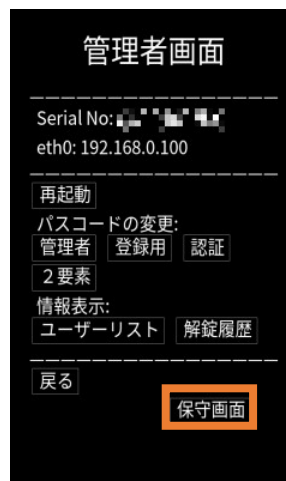 管理者画面
Serial No:
eth0: 192.168.0.100
再起動
パスコードの変更:
管理者 登録用 認証
２要素
情報表示:
ユーザーリスト 解錠履歴
戻る
保守画面